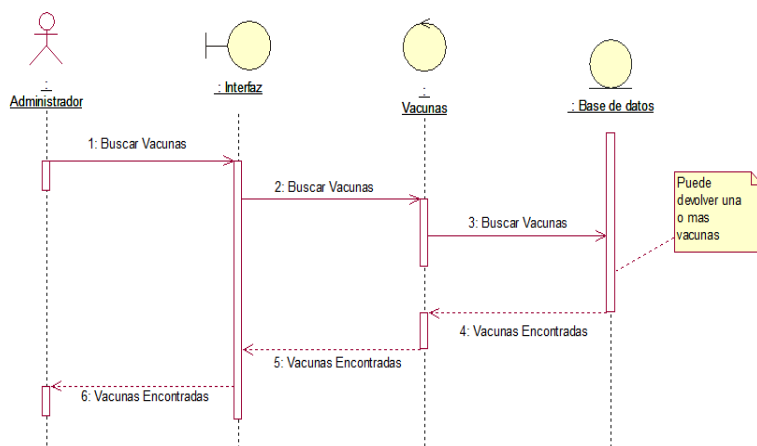 :
Administrador
: Interfaz
:
Vacunas
: Base de datos
1: Buscar Vacunas
2: Buscar Vacunas
3: Buscar Vacunas
Puede
devolver una
o mas
vacunas
4: Vacunas Encontradas
5: Vacunas Encontradas
6: Vacunas Encontradas